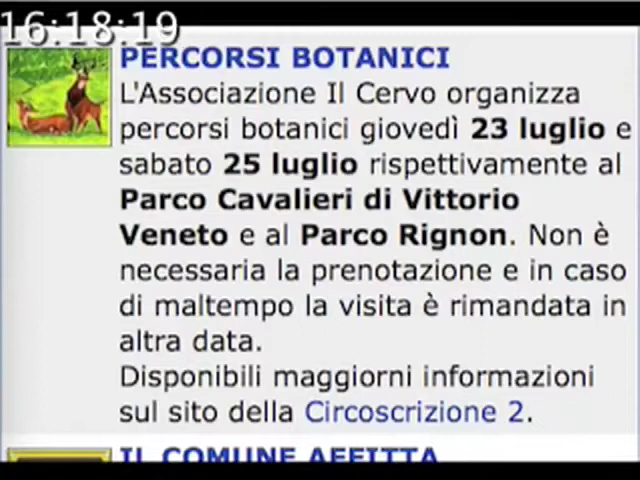 16:18:19
PERCORSI BOTANICI
L'Associazione Il Cervo organizza
percorsi botanici giovedì 23 luglio e
sabato 25 luglio rispettivamente al
Parco Cavalieri di Vittorio
Veneto e al Parco Rignon. Non è
necessaria la prenotazione e in caso
di maltempo la visita è rimandata in
altra data.
Disponibili maggiorni informazioni
sul sito della Circoscrizione 2.
IL COMUNE AFFITTA